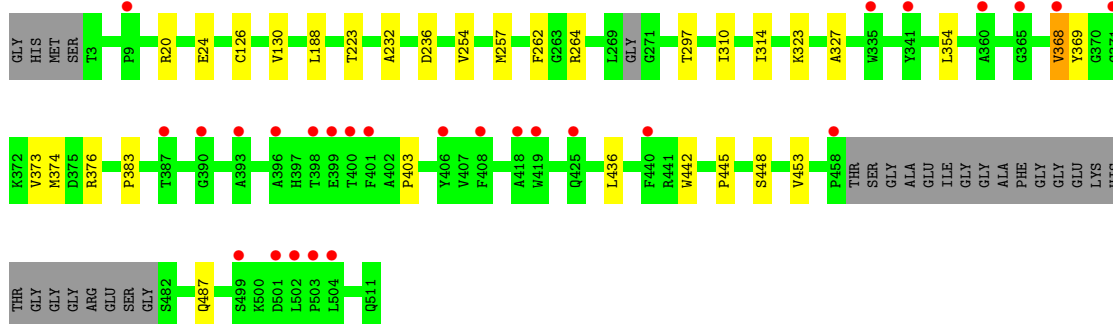 GLY HIS MET SER T3 P9 R20 E24 C126 V130 L188 T223 A232 D236 V254 M257 F262 G263 R264 L269 GLY G271 T297 I310 I314 K323 A327 W335 Y341 L354 A360 G365 V368 Y369 G370
K372 V373 M374 D375 R376 P383 T387 G390 A393 A396 H397 T398 E399 T400 F401 A402 P403 Y406 V407 F408 A418 W419 Q425 L436 F440 R441 W442 P445 S448 V453 P458 THR SER GLY ALA GLU ILE GLY GLY ALA PHE GLY GLY GLU LYS
THR GLY GLY GLY ARG GLU SER GLY S482 Q487 S499 K500 D501 L502 P503 L504 Q511